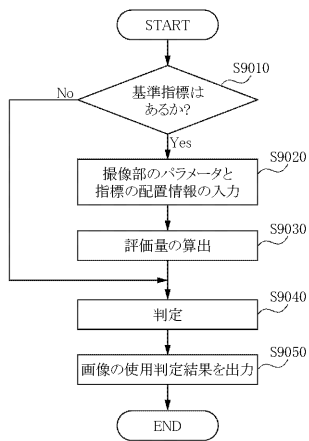 START
S9010
基準指標は
あるか?
No
Yes
S9020
撮像部のパラメータと
指標の配置情報の入力
S9030
評価量の算出
S9040
判定
S9050
画像の使用判定結果を出力
END